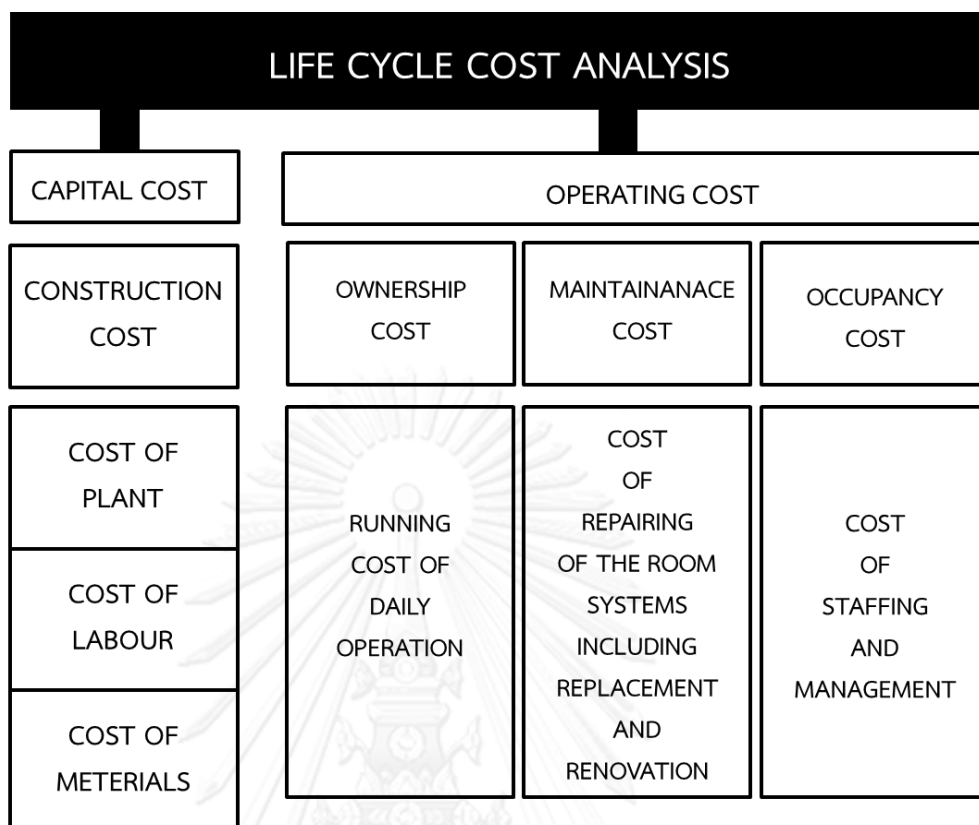 LIFE CYCLE COST ANALYSIS
CAPITAL COST
OPERATING COST
CONSTRUCTION
COST
OWNERSHIP
COST
MAINTAINANACE
COST
OCCUPANCY
COST
COST OF
PLANT
COST OF
LABOUR
COST OF
METERIALS
RUNNING
COST OF
DAILY
OPERATION
COST
OF
REPAIRING
OF THE ROOM
SYSTEMS
INCLUDING
REPLACEMENT
AND
RENOVATION
COST
OF
STAFFING
AND
MANAGEMENT